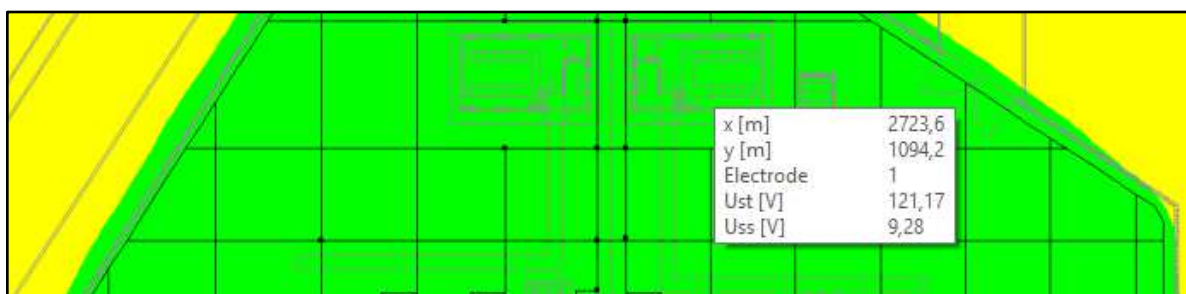 x [m] 2723,6
y [m] 1094,2
Electrode 1
Ust [V] 121,17
Uss [V] 9,28